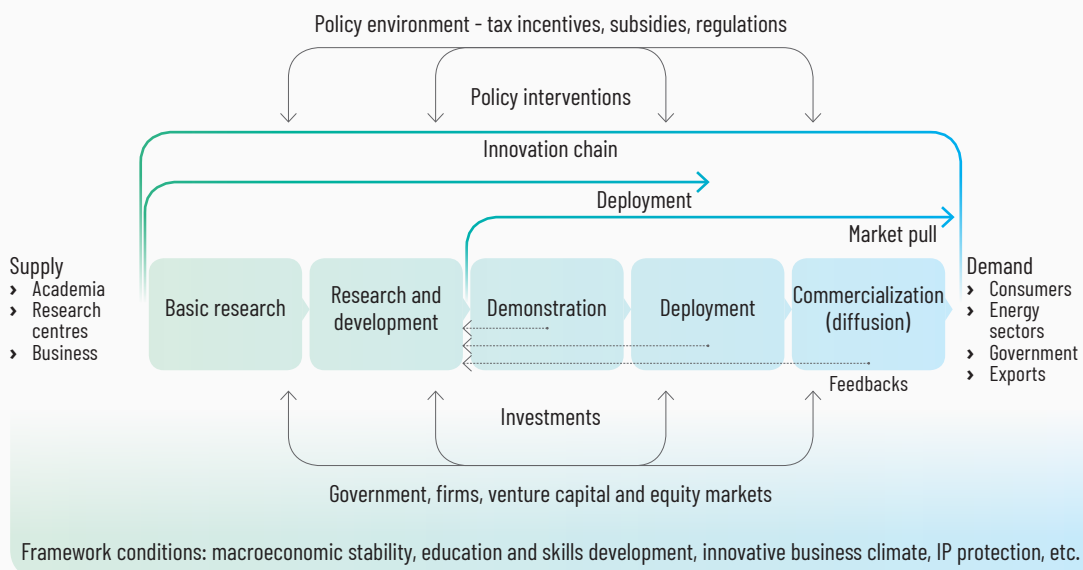 Policy environment - tax incentives, subsidies, regulations
Policy interventions
Innovation chain
Deployment
Market pull
Supply
› Academia
› Research
centres
› Business
Basic research
Research and
development
Demonstration
Deployment
Commercialization
(diffusion)
Feedbacks
Demand
› Consumers
› Energy
sectors
› Government
› Exports
Investments
Government, firms, venture capital and equity markets
Framework conditions: macroeconomic stability, education and skills development, innovative business climate, IP protection, etc.